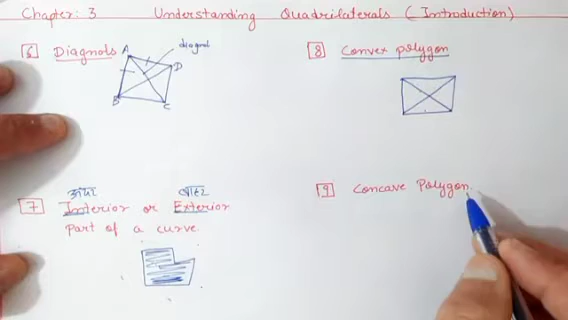 Chapter: 3 Understanding Quadrilaterals (Introduction)
6 Diagnols
diagnol
A
D
B
C
8 Convex polygon
अंदर बाहर
7 Interior or Exterior
part of a curve
9 Concave Polygon